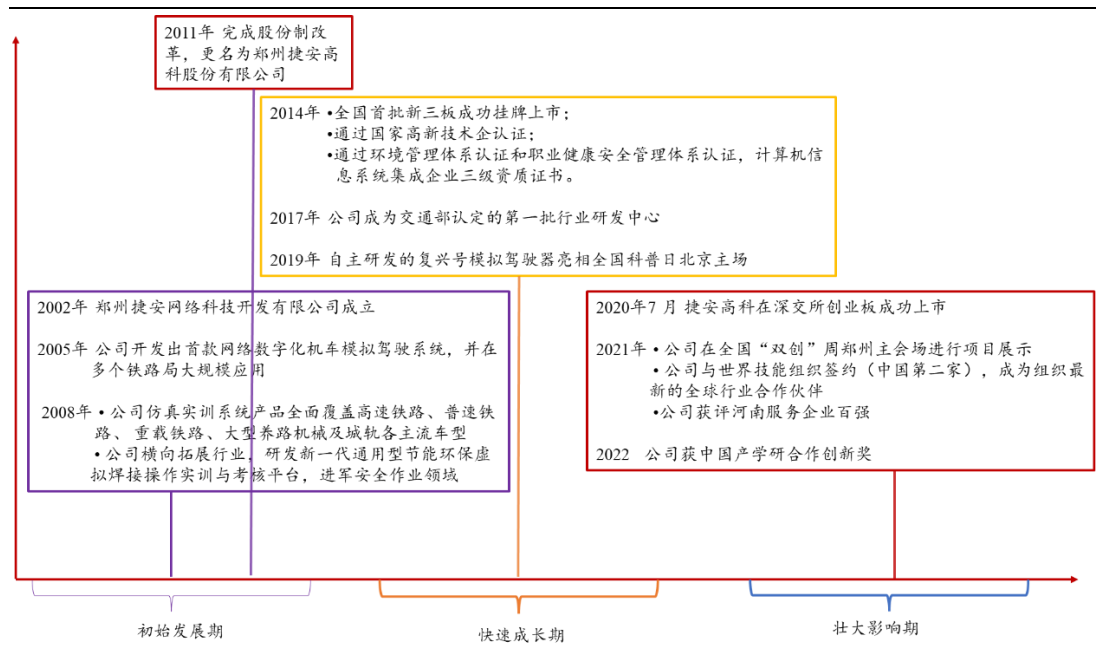 2011年 完成股份制改
革，更名为郑州捷安高
科股份有限公司
2014年 •全国首批新三板成功挂牌上市；
•通过国家高新技术企认证；
•通过环境管理体系认证和职业健康安全管理体系认证，计算机信
息系统集成企业三级资质证书。
2017年 公司成为交通部认定的第一批行业研发中心
2019年 自主研发的复兴号模拟驾驶器亮相全国科普日北京主场
2002年 郑州捷安网络科技开发有限公司成立
2005年 公司开发出首款网络数字化机车模拟驾驶系统，并在
多个铁路局大规模应用
2008年 •公司仿真实训系统产品全面覆盖高速铁路、普速铁
路、重载铁路、大型养路机械及城轨各主流车型
•公司横向拓展行业，研发新一代通用型节能环保虚
拟焊接操作实训与考核平台，进军安全作业领域
2020年7月 捷安高科在深交所创业板成功上市
2021年 •公司在全国“双创”周郑州主会场进行项目展示
•公司与世界技能组织签约（中国第二家），成为组织最
新的全球行业合作伙伴
•公司获评河南服务企业百强
2022 公司获中国产学研合作创新奖
初始发展期
快速成长期
壮大影响期